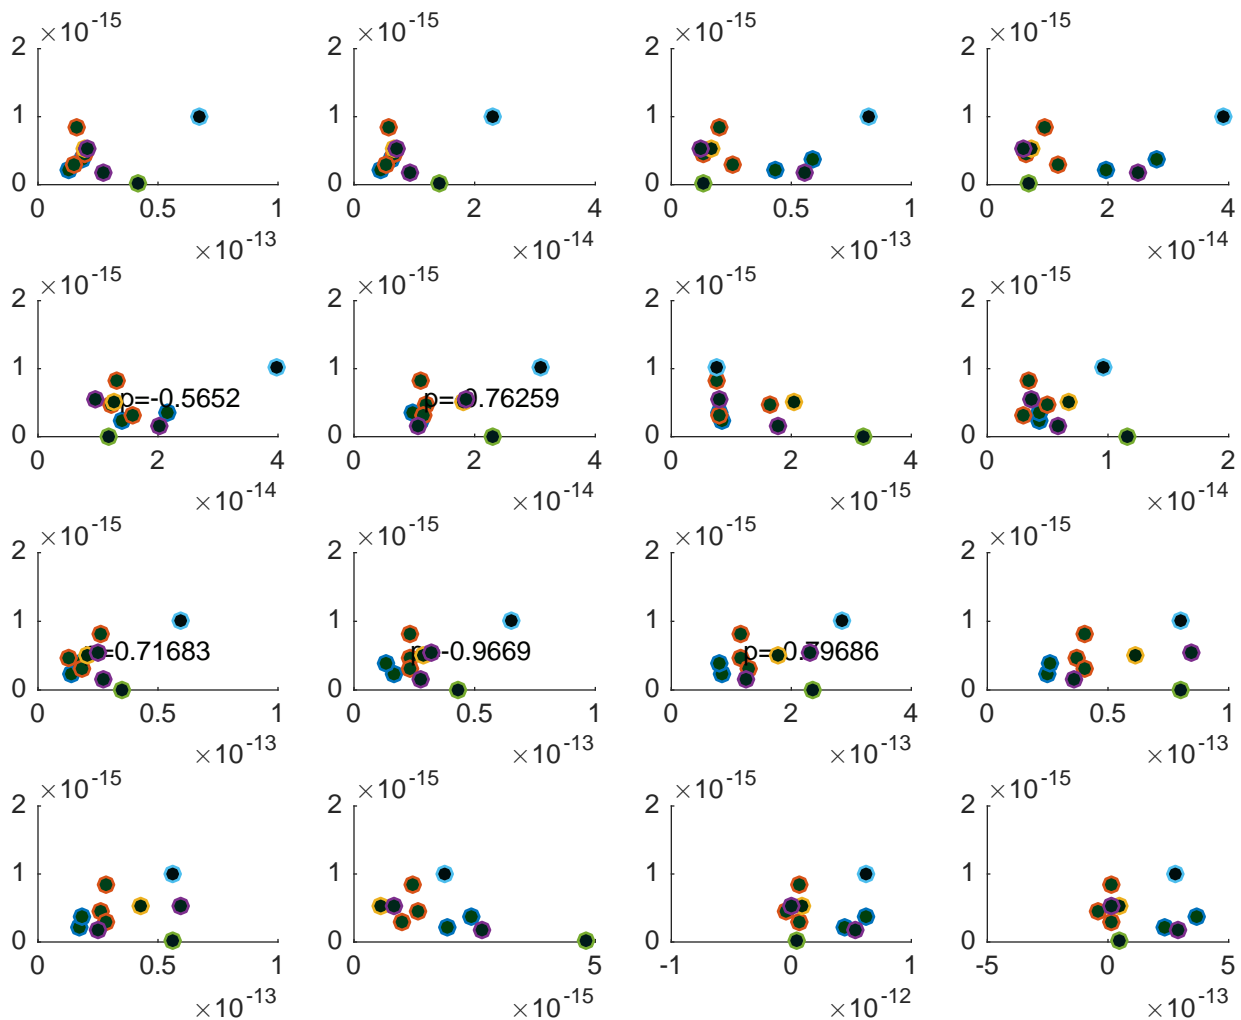 ×10-15 ×10-15 ×10-15 ×10-15
2 2 2 2
1 1 1 1
0 0 0 0
0 0.5 1 0 2 4 0 0.5 1 0 2 4
×10-13 ×10-14 ×10-13 ×10-14
×10-15 ×10-15 ×10-15 ×10-15
2 2 2 2
1 1 1 1
p=-0.5652 p=0.76259
0 0 0 0
0 2 4 0 2 4 0 2 4 0 1 2
×10-14 ×10-14 ×10-15 ×10-14
×10-15 ×10-15 ×10-15 ×10-15
2 2 2 2
1 1 1 1
=0.71683 p=-0.9669 p=0.79686
0 0 0 0
0 0.5 1 0 0.5 1 0 2 4 0 0.5 1
×10-13 ×10-13 ×10-13 ×10-13
×10-15 ×10-15 ×10-15 ×10-15
2 2 2 2
1 1 1 1
0 0 0 0
0 0.5 1 0 5 -1 0 1 -5 0 5
×10-13 ×10-15 ×10-12 ×10-13